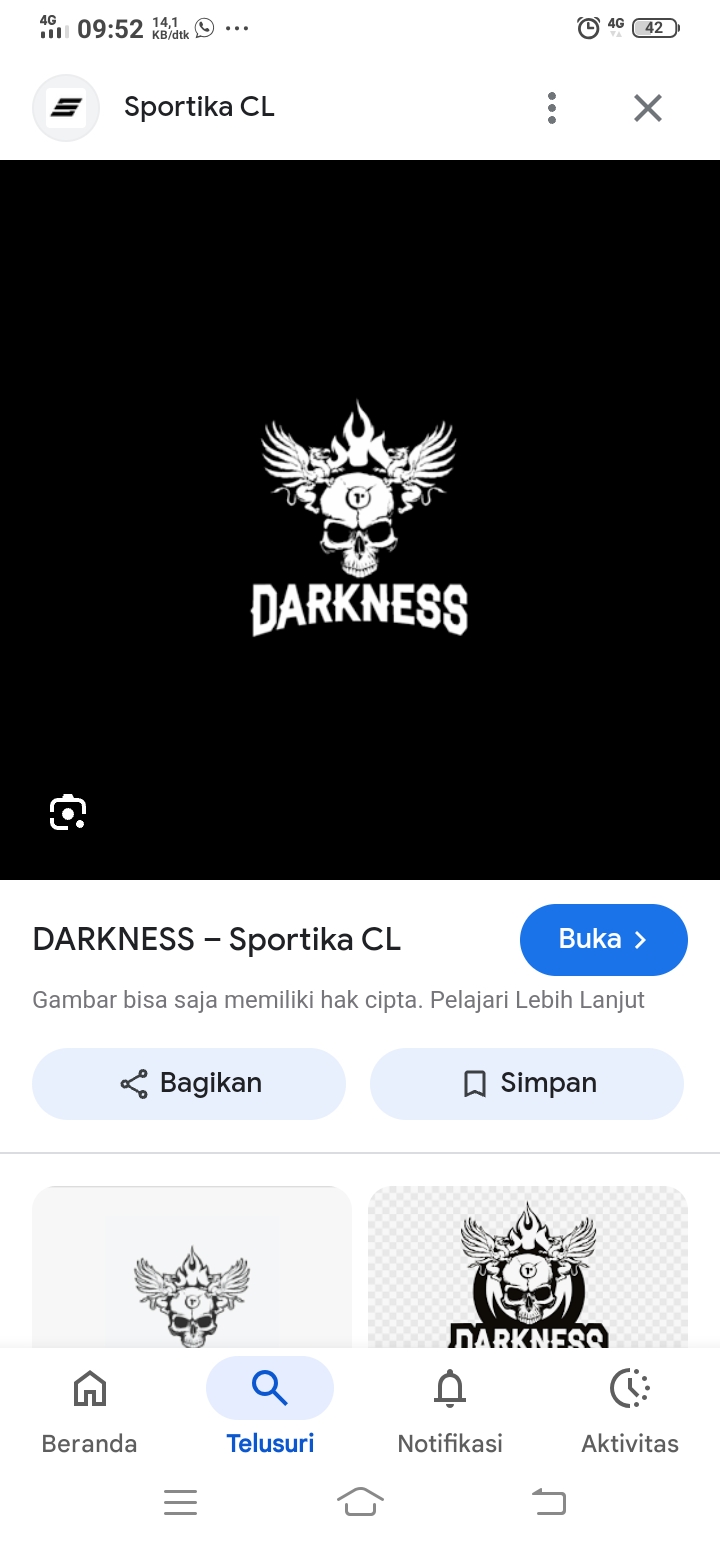 4G 09:52 14,1 KB/dtk 4G 42
Sportika CL
DARKNESS
DARKNESS – Sportika CL
Buka
Gambar bisa saja memiliki hak cipta. Pelajari Lebih Lanjut
Bagikan
Simpan
DARKNESS
Beranda
Telusuri
Notifikasi
Aktivitas